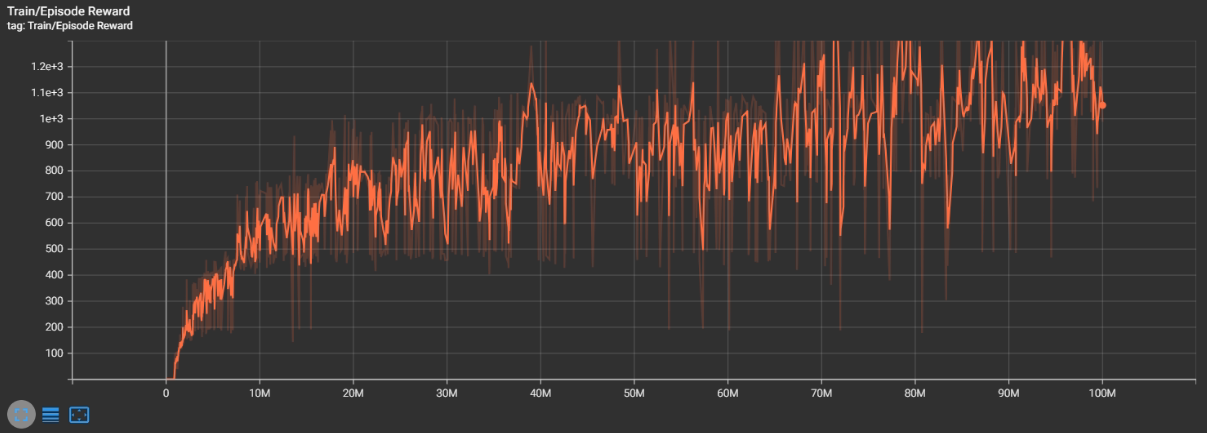 Train/Episode Reward
tag: Train/Episode Reward
1.2e+3
1.1e+3
1e+3
900
800
700
600
500
400
300
200
100
0 10M 20M 30M 40M 50M 60M 70M 80M 90M 100M